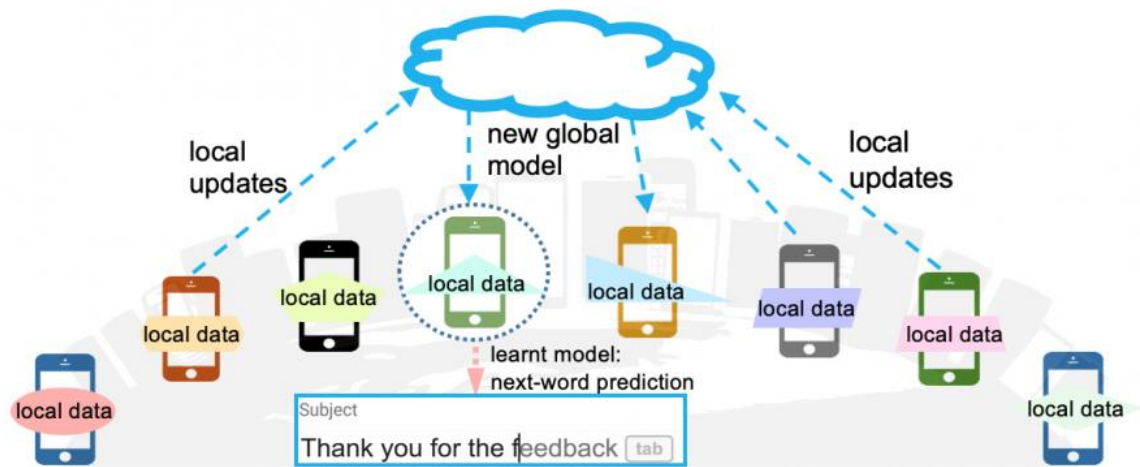 local
updates
new global
model
local
updates
local data
local data
local data
local data
local data
local data
local data
local data
learnt model:
next-word prediction
Subject
Thank you for the feedback tab